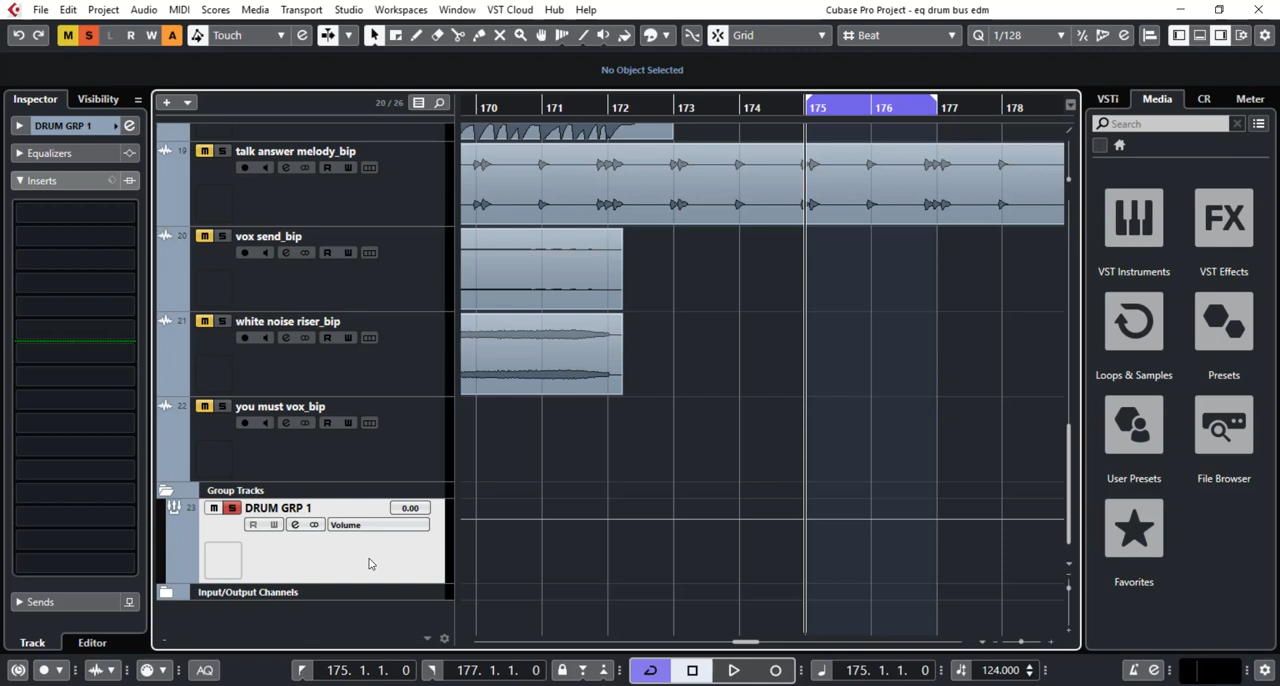 File Edit Project Audio MIDI Scores Media Transport Studio Workspaces Window VST Cloud Hub Help
Cubase Pro Project - eq drum bus edm
M S L R W A Touch Grid Beat Q 1/128
No Object Selected
Inspector Visibility
20 / 26
170 171 172 173 174 175 176 177 178
VSTi Media CR Meter
DRUM GRP 1
Search
Equalizers
Inserts
19 M S talk answer melody_bip
R W
20 M S vox send_bip
R W
21 M S white noise riser_bip
R W
22 M S you must vox_bip
R W
Group Tracks
23 M S DRUM GRP 1 0.00
R W Volume
Input/Output Channels
VST Instruments VST Effects
Loops & Samples Presets
User Presets File Browser
Favorites
Sends
Track Editor
AQ 175. 1. 1. 0 177. 1. 1. 0 175. 1. 1. 0 124.000